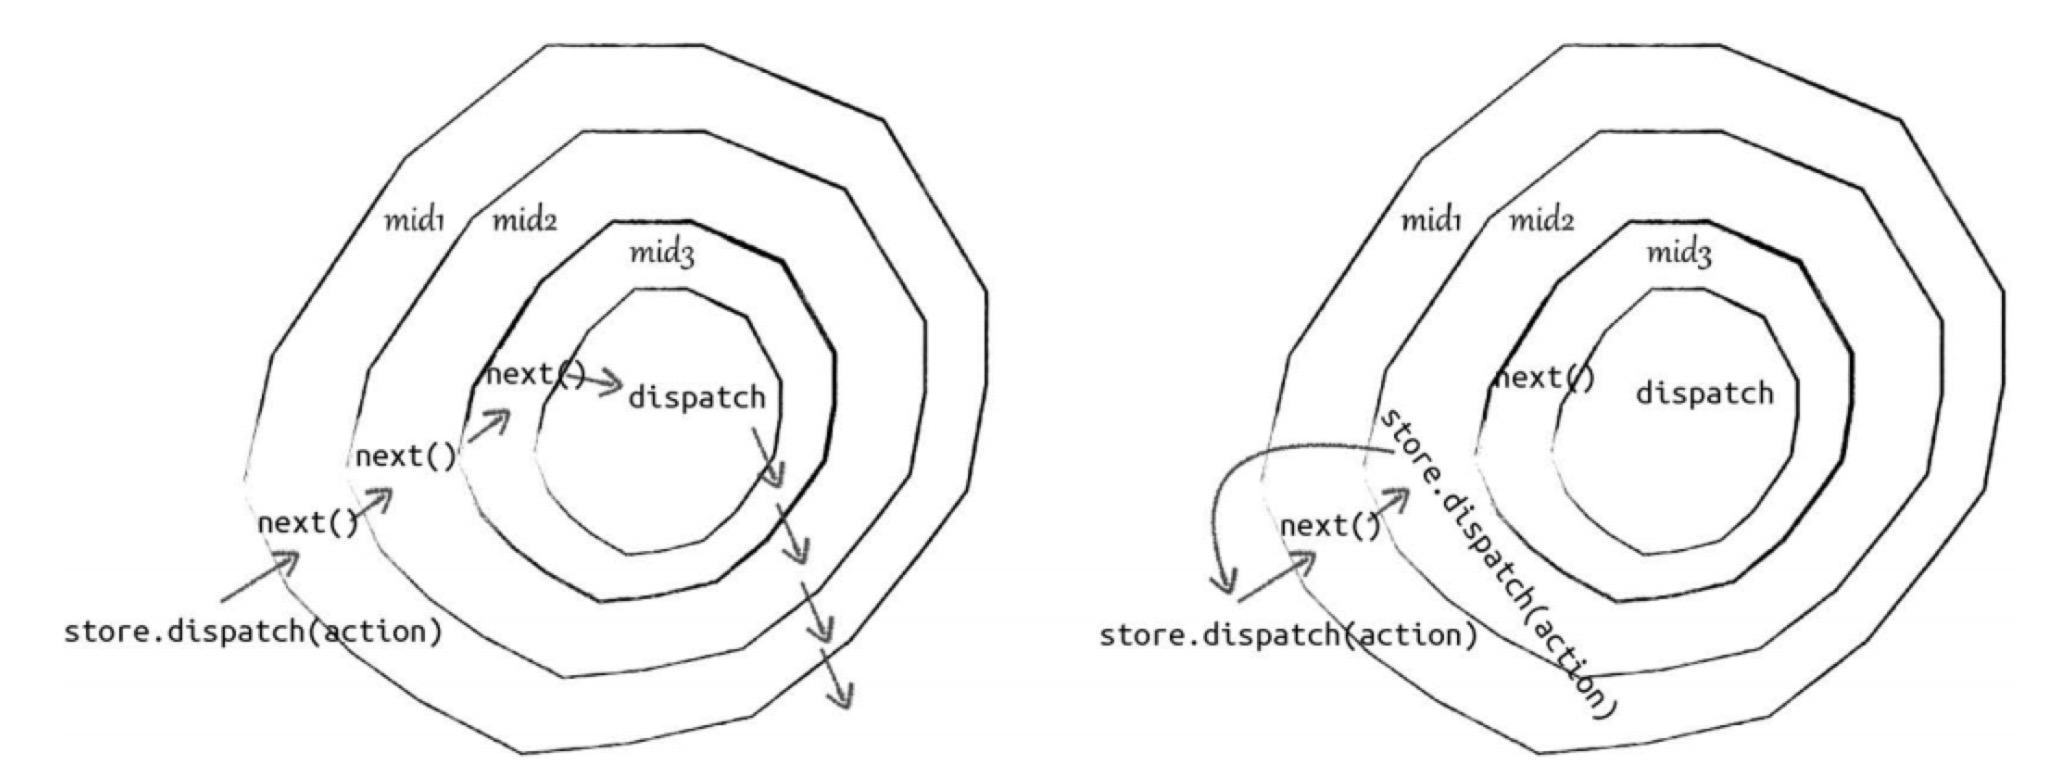 mid1
mid2
mid3
next()
dispatch
next()
next()
store.dispatch(action)
mid1
mid2
mid3
next()
dispatch
store.dispatch(action)
next()
store.dispatch(action)